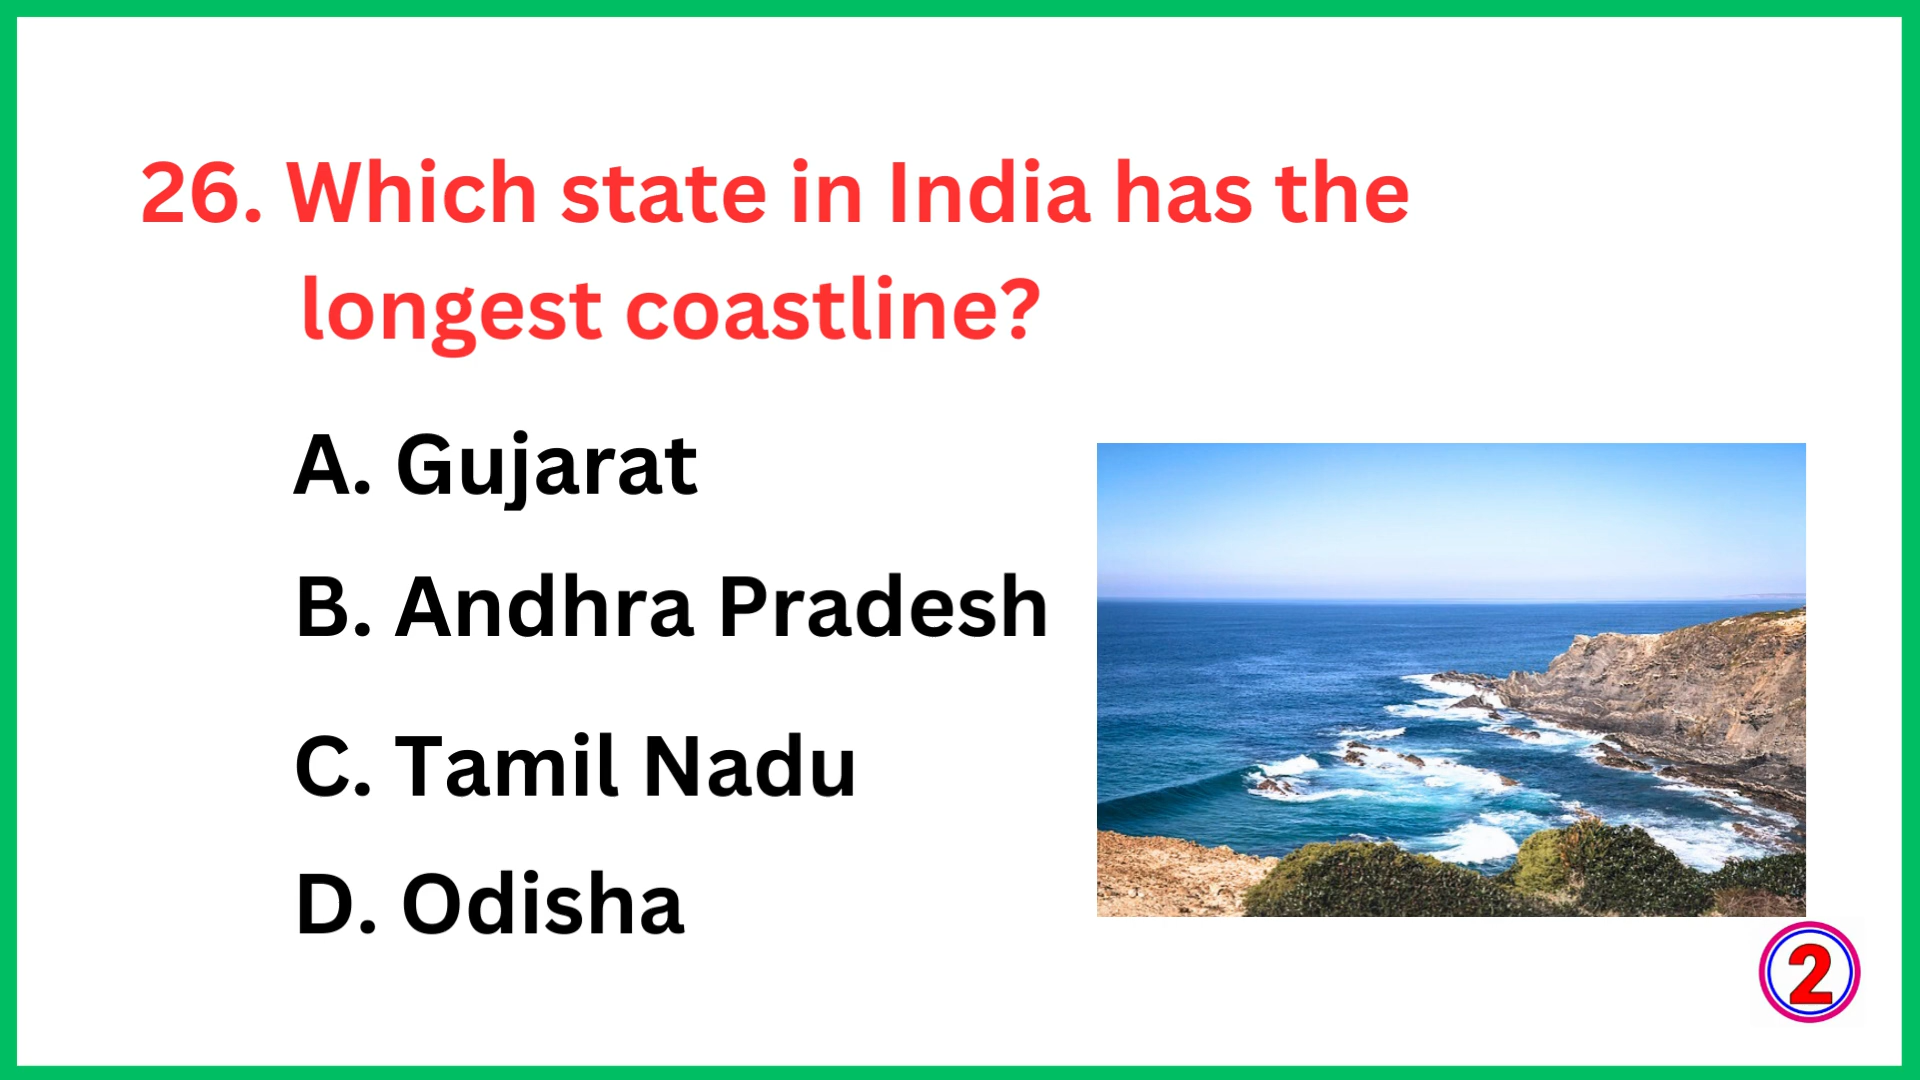 26. Which state in India has the
longest coastline?
A. Gujarat
B. Andhra Pradesh
C. Tamil Nadu
D. Odisha
2